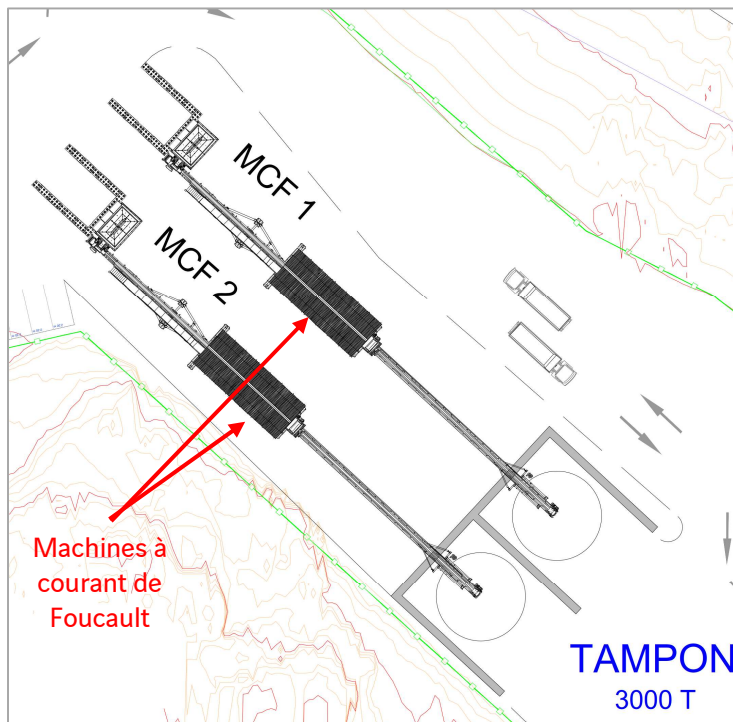 MCF 1
MCF 2
Machines à
courant de
Foucault
TAMPON
3000 T